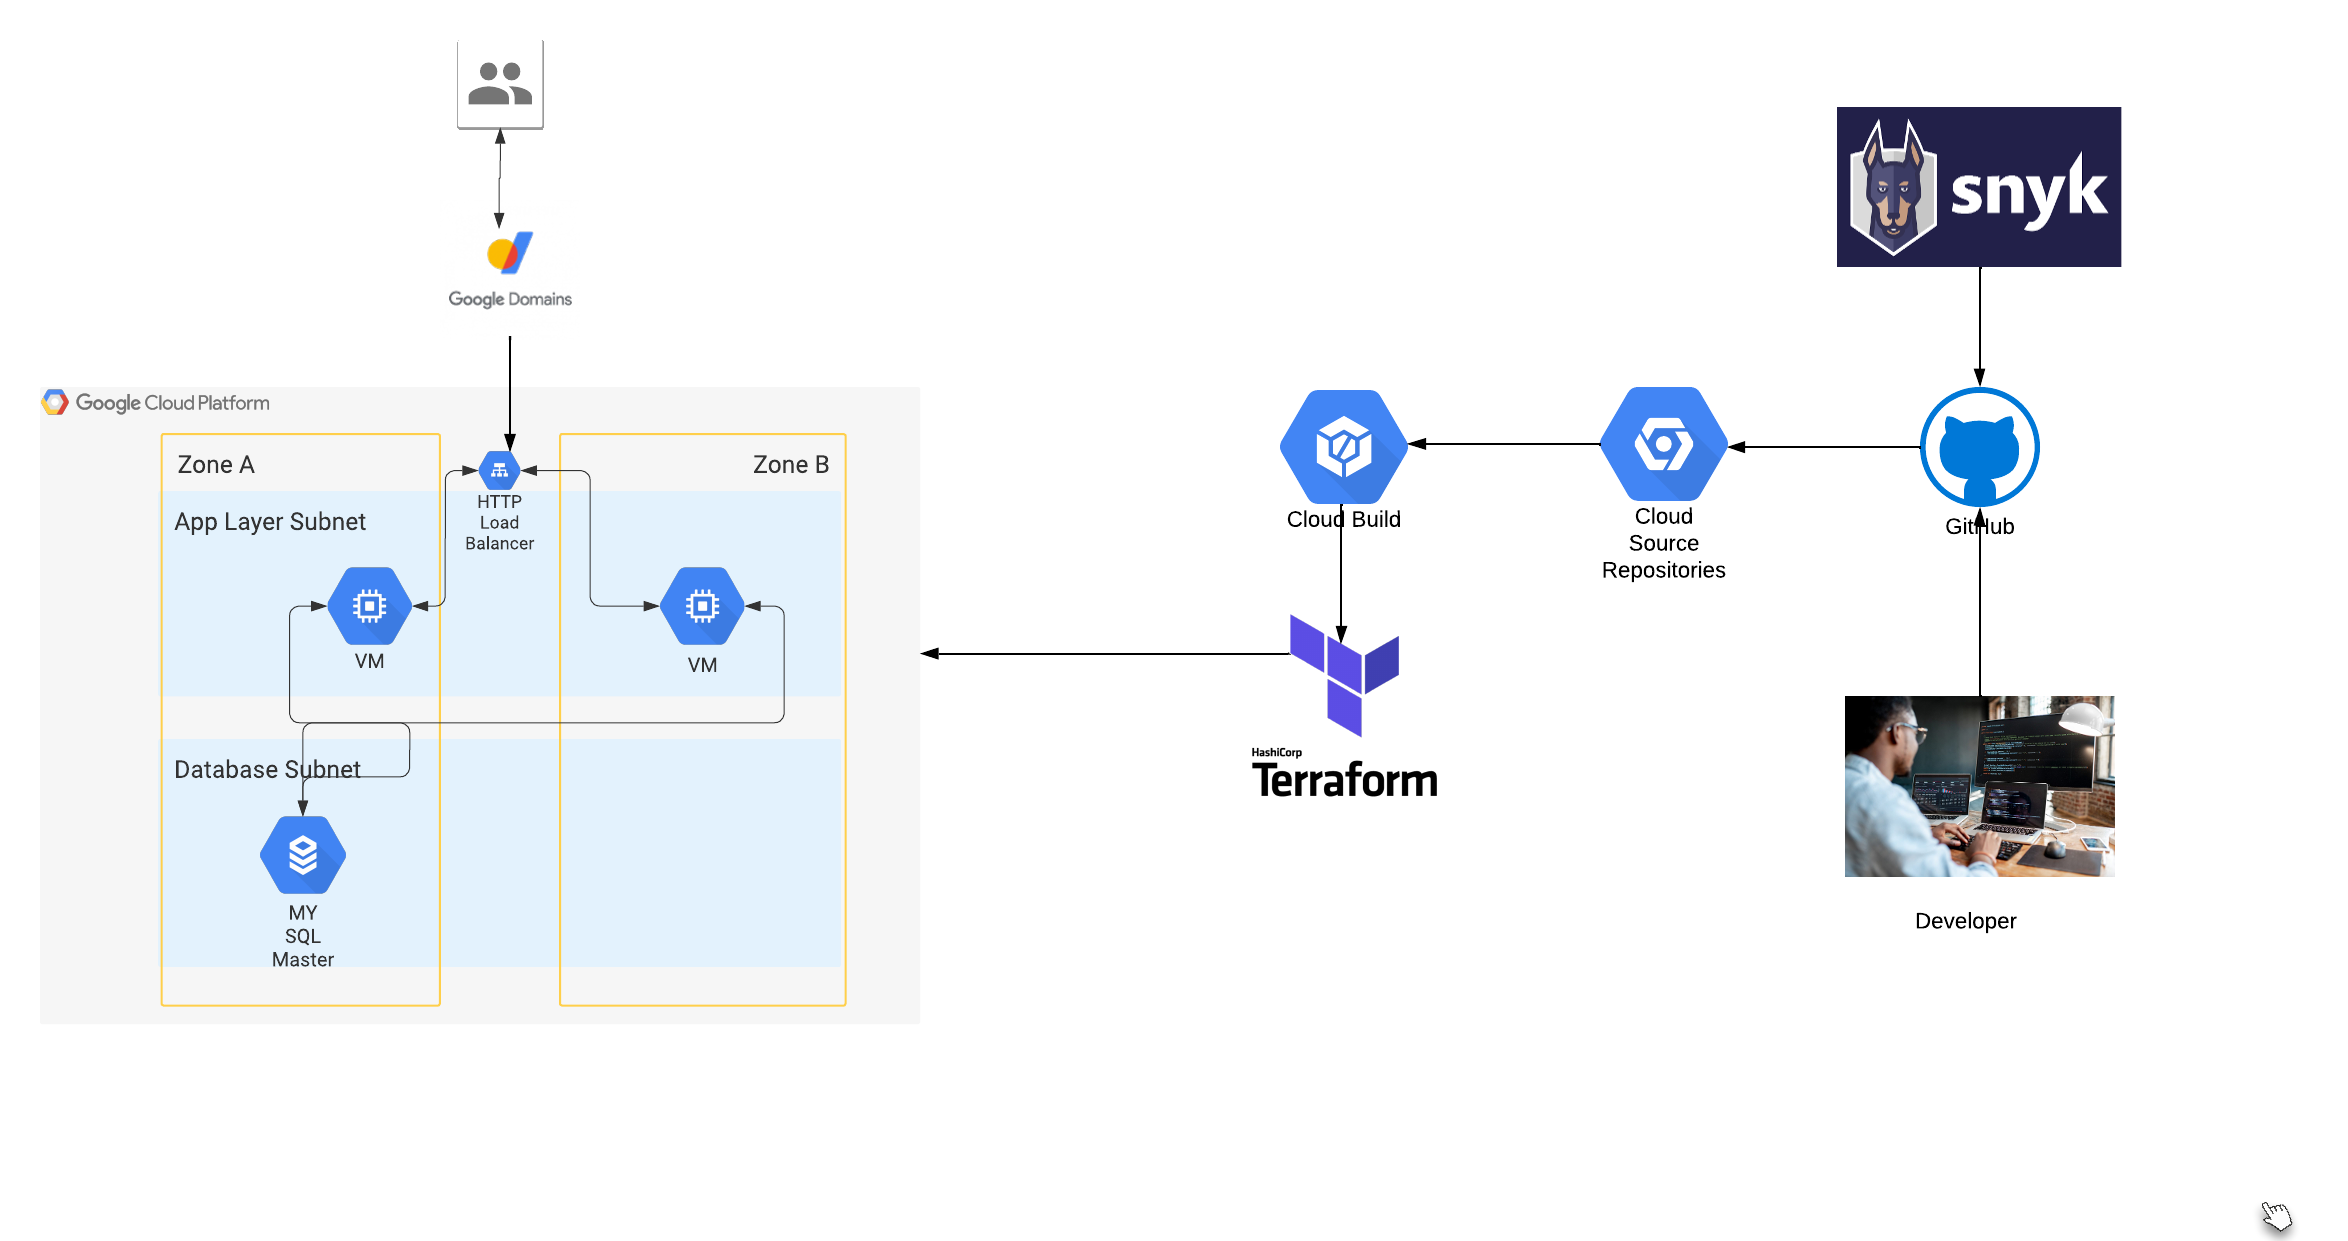 snyk
Google Domains
Google Cloud Platform
Zone A
Zone B
HTTP
Load
Balancer
App Layer Subnet
VM
VM
Database Subnet
MY
SQL
Master
Cloud Build
Cloud
Source
Repositories
GitHub
HashiCorp
Terraform
Developer